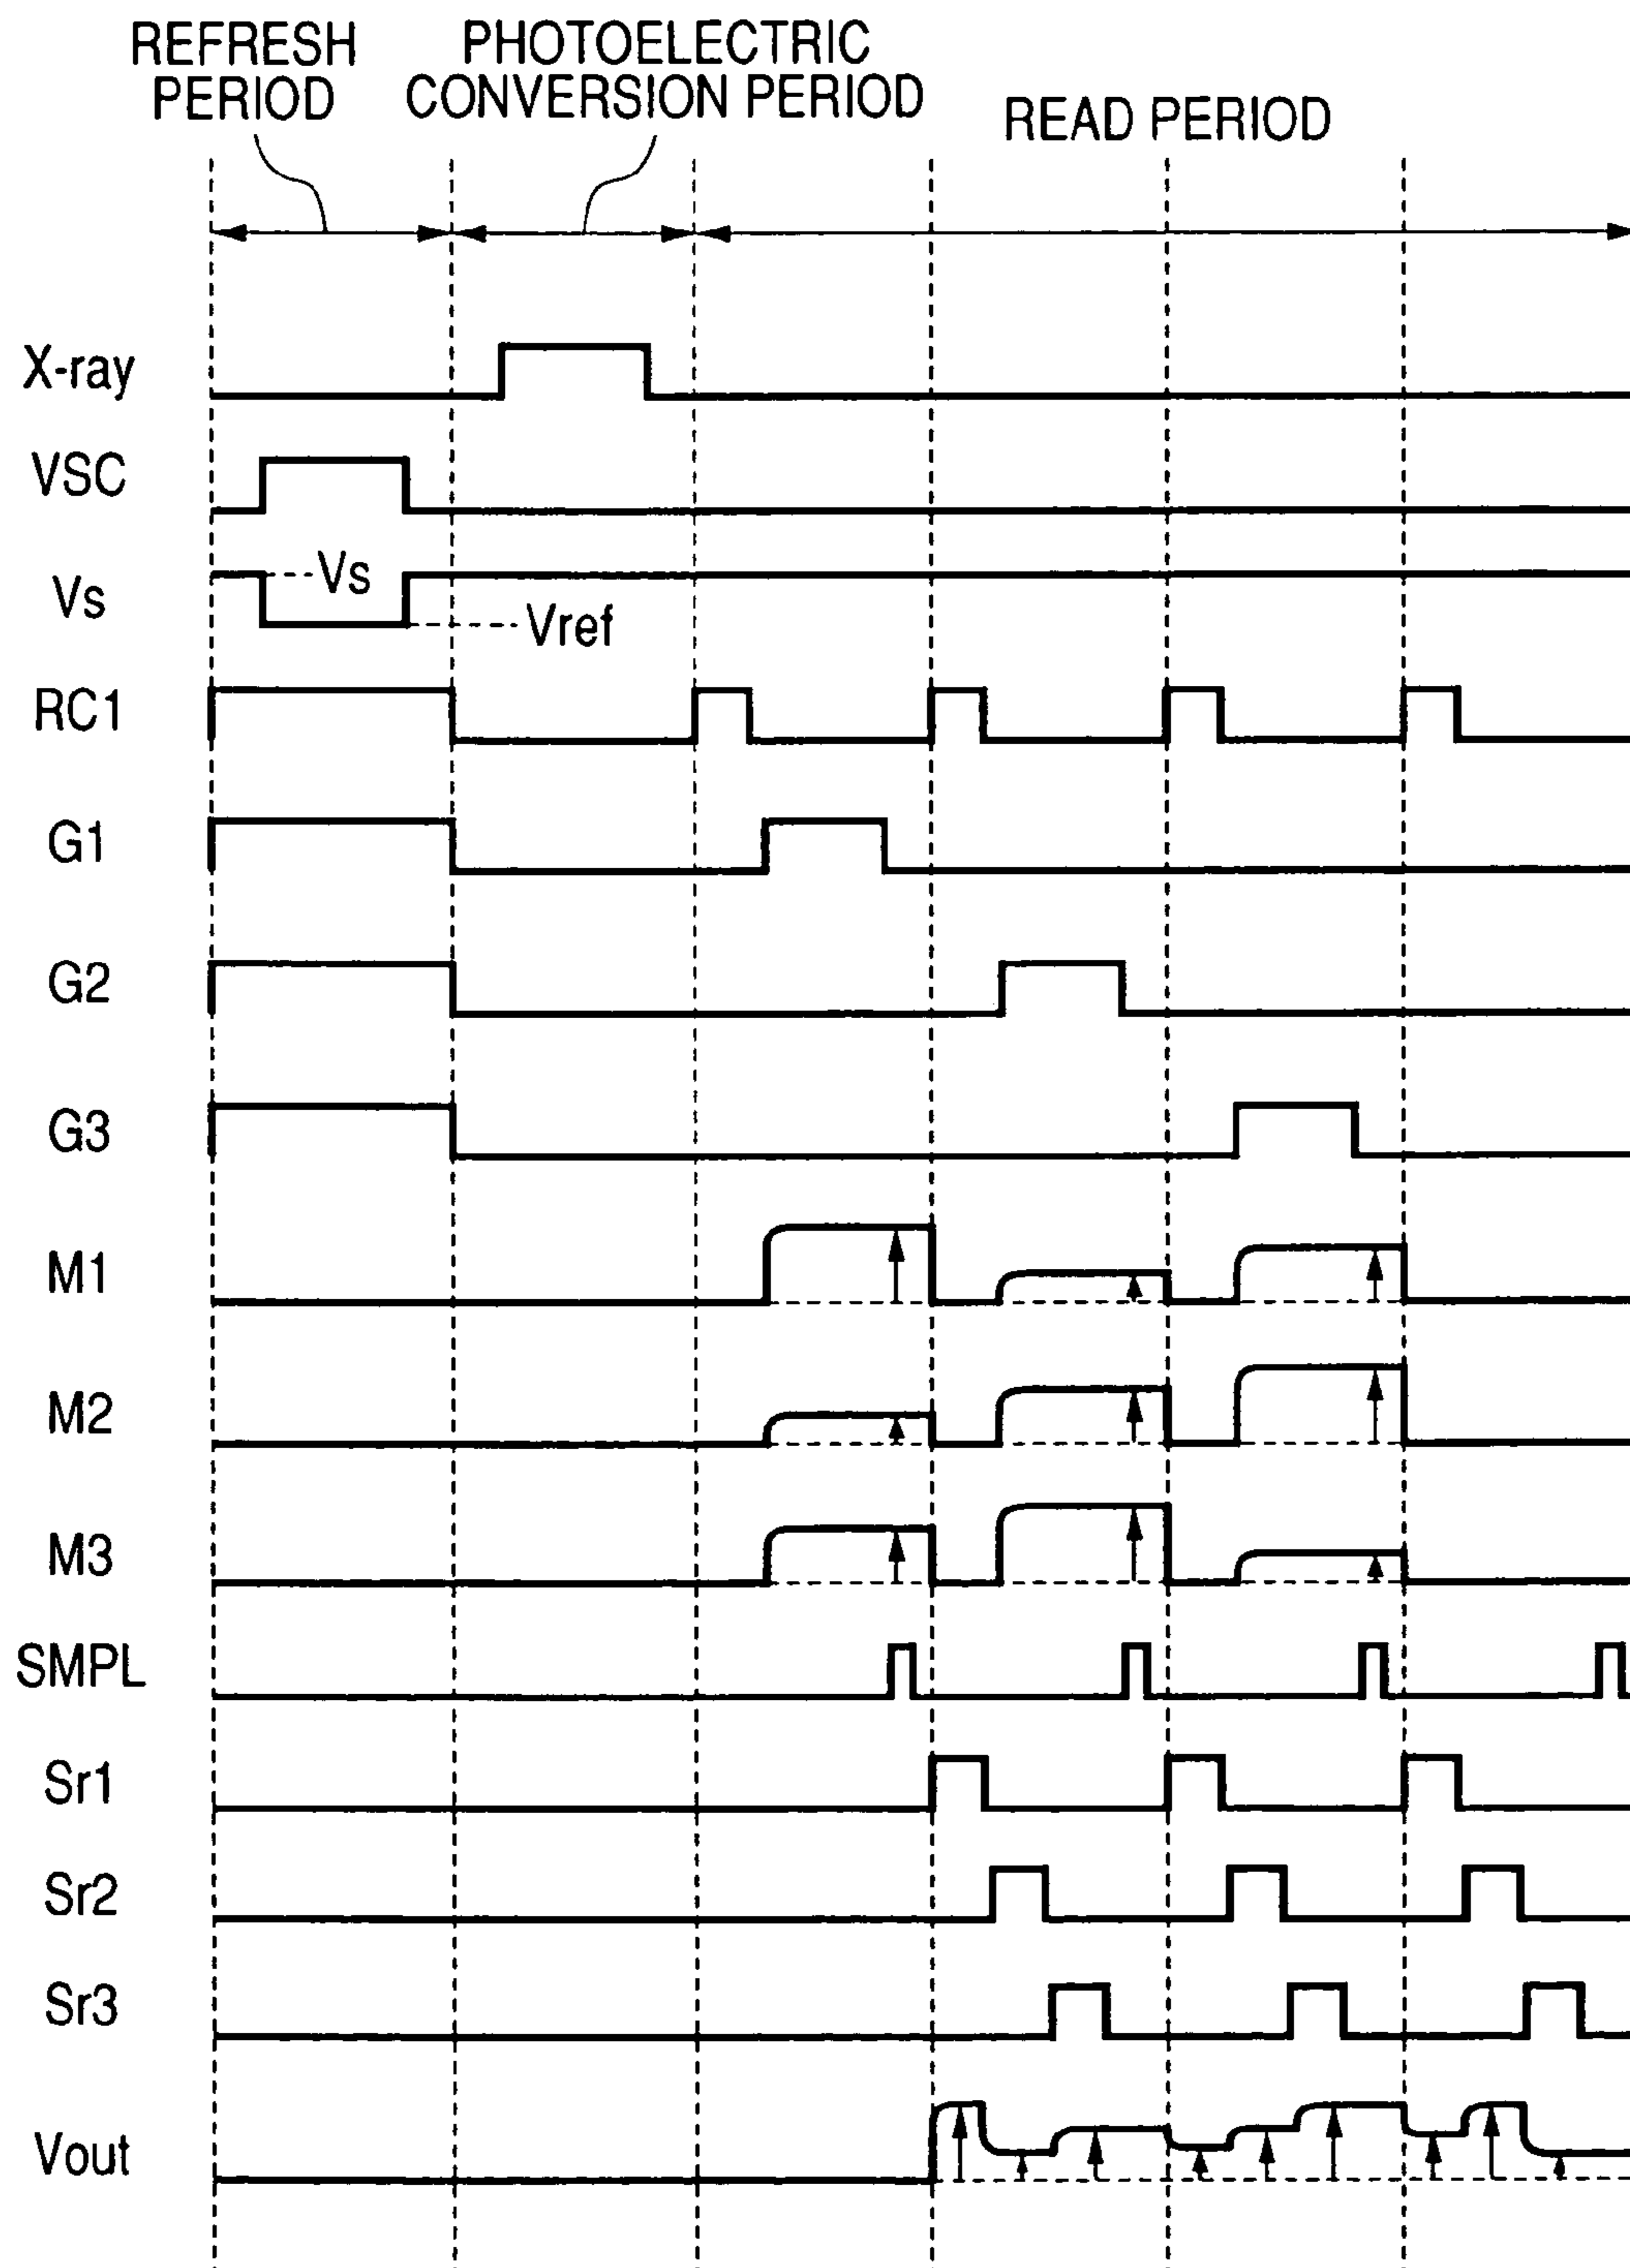 REFRESH
PERIOD
PHOTOELECTRIC
CONVERSION PERIOD
READ PERIOD
X-ray
VSC
Vs
Vs
Vref
RC1
G1
G2
G3
M1
M2
M3
SMPL
Sr1
Sr2
Sr3
Vout